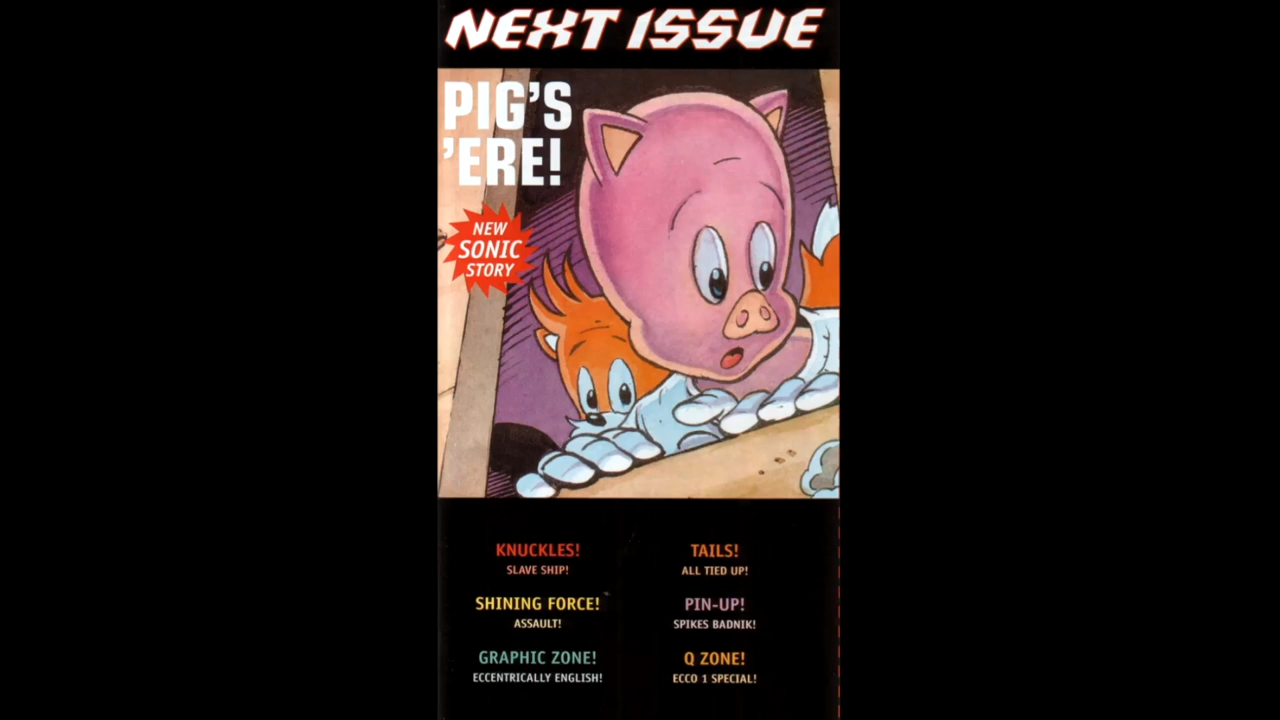 NEXT ISSUE
PIG'S
'ERE!
NEW
SONIC
STORY
KNUCKLES!
SLAVE SHIP!
TAILS!
ALL TIED UP!
SHINING FORCE!
ASSAULT!
PIN-UP!
SPIKES BADNIK!
GRAPHIC ZONE!
ECCENTRICALLY ENGLISH!
Q ZONE!
ECCO 1 SPECIAL!